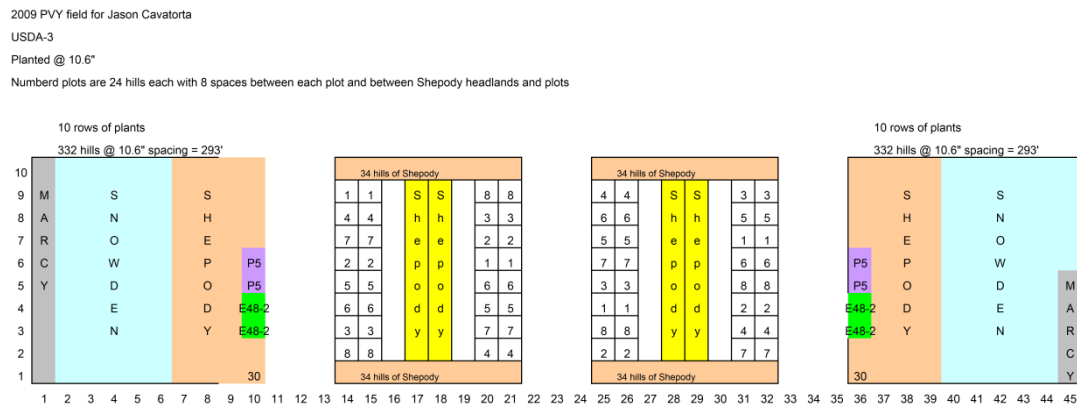 2009 PVY field for Jason Cavatorta
USDA-3
Planted @ 10.6"
Numberd plots are 24 hills each with 8 spaces between each plot and between Shepody headlands and plots
10 rows of plants 10 rows of plants
332 hills @ 10.6" spacing = 293' 332 hills @ 10.6" spacing = 293'
10 34 hills of Shepody 34 hills of Shepody
9 M S S 1 1 S S 8 8 4 4 S S 3 3 S S
8 A N H 4 4 h h 3 3 6 6 h h 5 5 H N
7 R O E 7 7 e e 2 2 5 5 e e 1 1 E O
6 C W P P5 2 2 p p 1 1 7 7 p p 6 6 P5 P W
5 Y D O P5 5 5 o o 6 6 3 3 o o 8 8 P5 O D M
4 E D E48-2 6 6 d d 5 5 1 1 d d 2 2 E48-2 D E A
3 N Y E48-2 3 3 y y 7 7 8 8 y y 4 4 E48-2 Y N R
2 8 8 4 4 2 2 7 7 C
1 30 34 hills of Shepody 34 hills of Shepody 30 Y
1 2 3 4 5 6 7 8 9 10 11 12 13 14 15 16 17 18 19 20 21 22 23 24 25 26 27 28 29 30 31 32 33 34 35 36 37 38 39 40 41 42 43 44 45